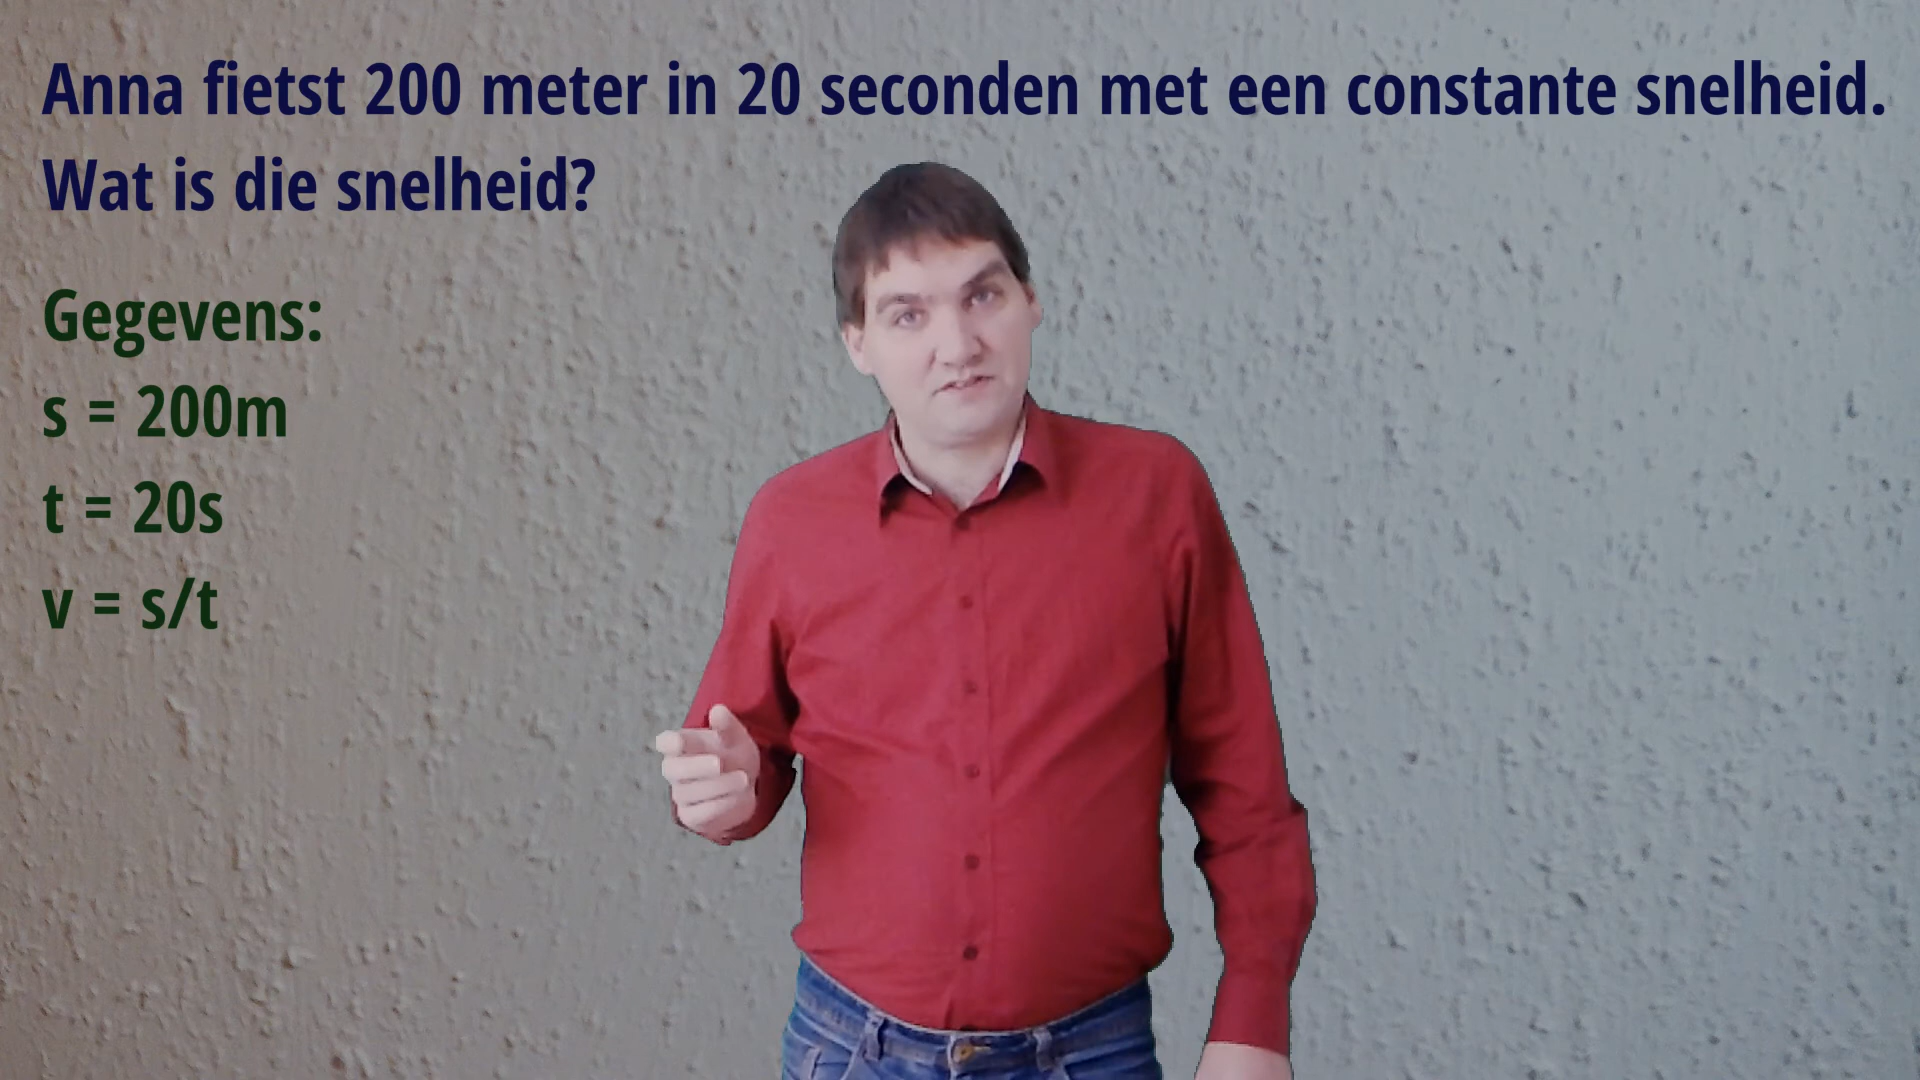 Anna fietst 200 meter in 20 seconden met een constante snelheid.
Wat is die snelheid?
Gegevens:
s = 200m
t = 20s
v = s/t